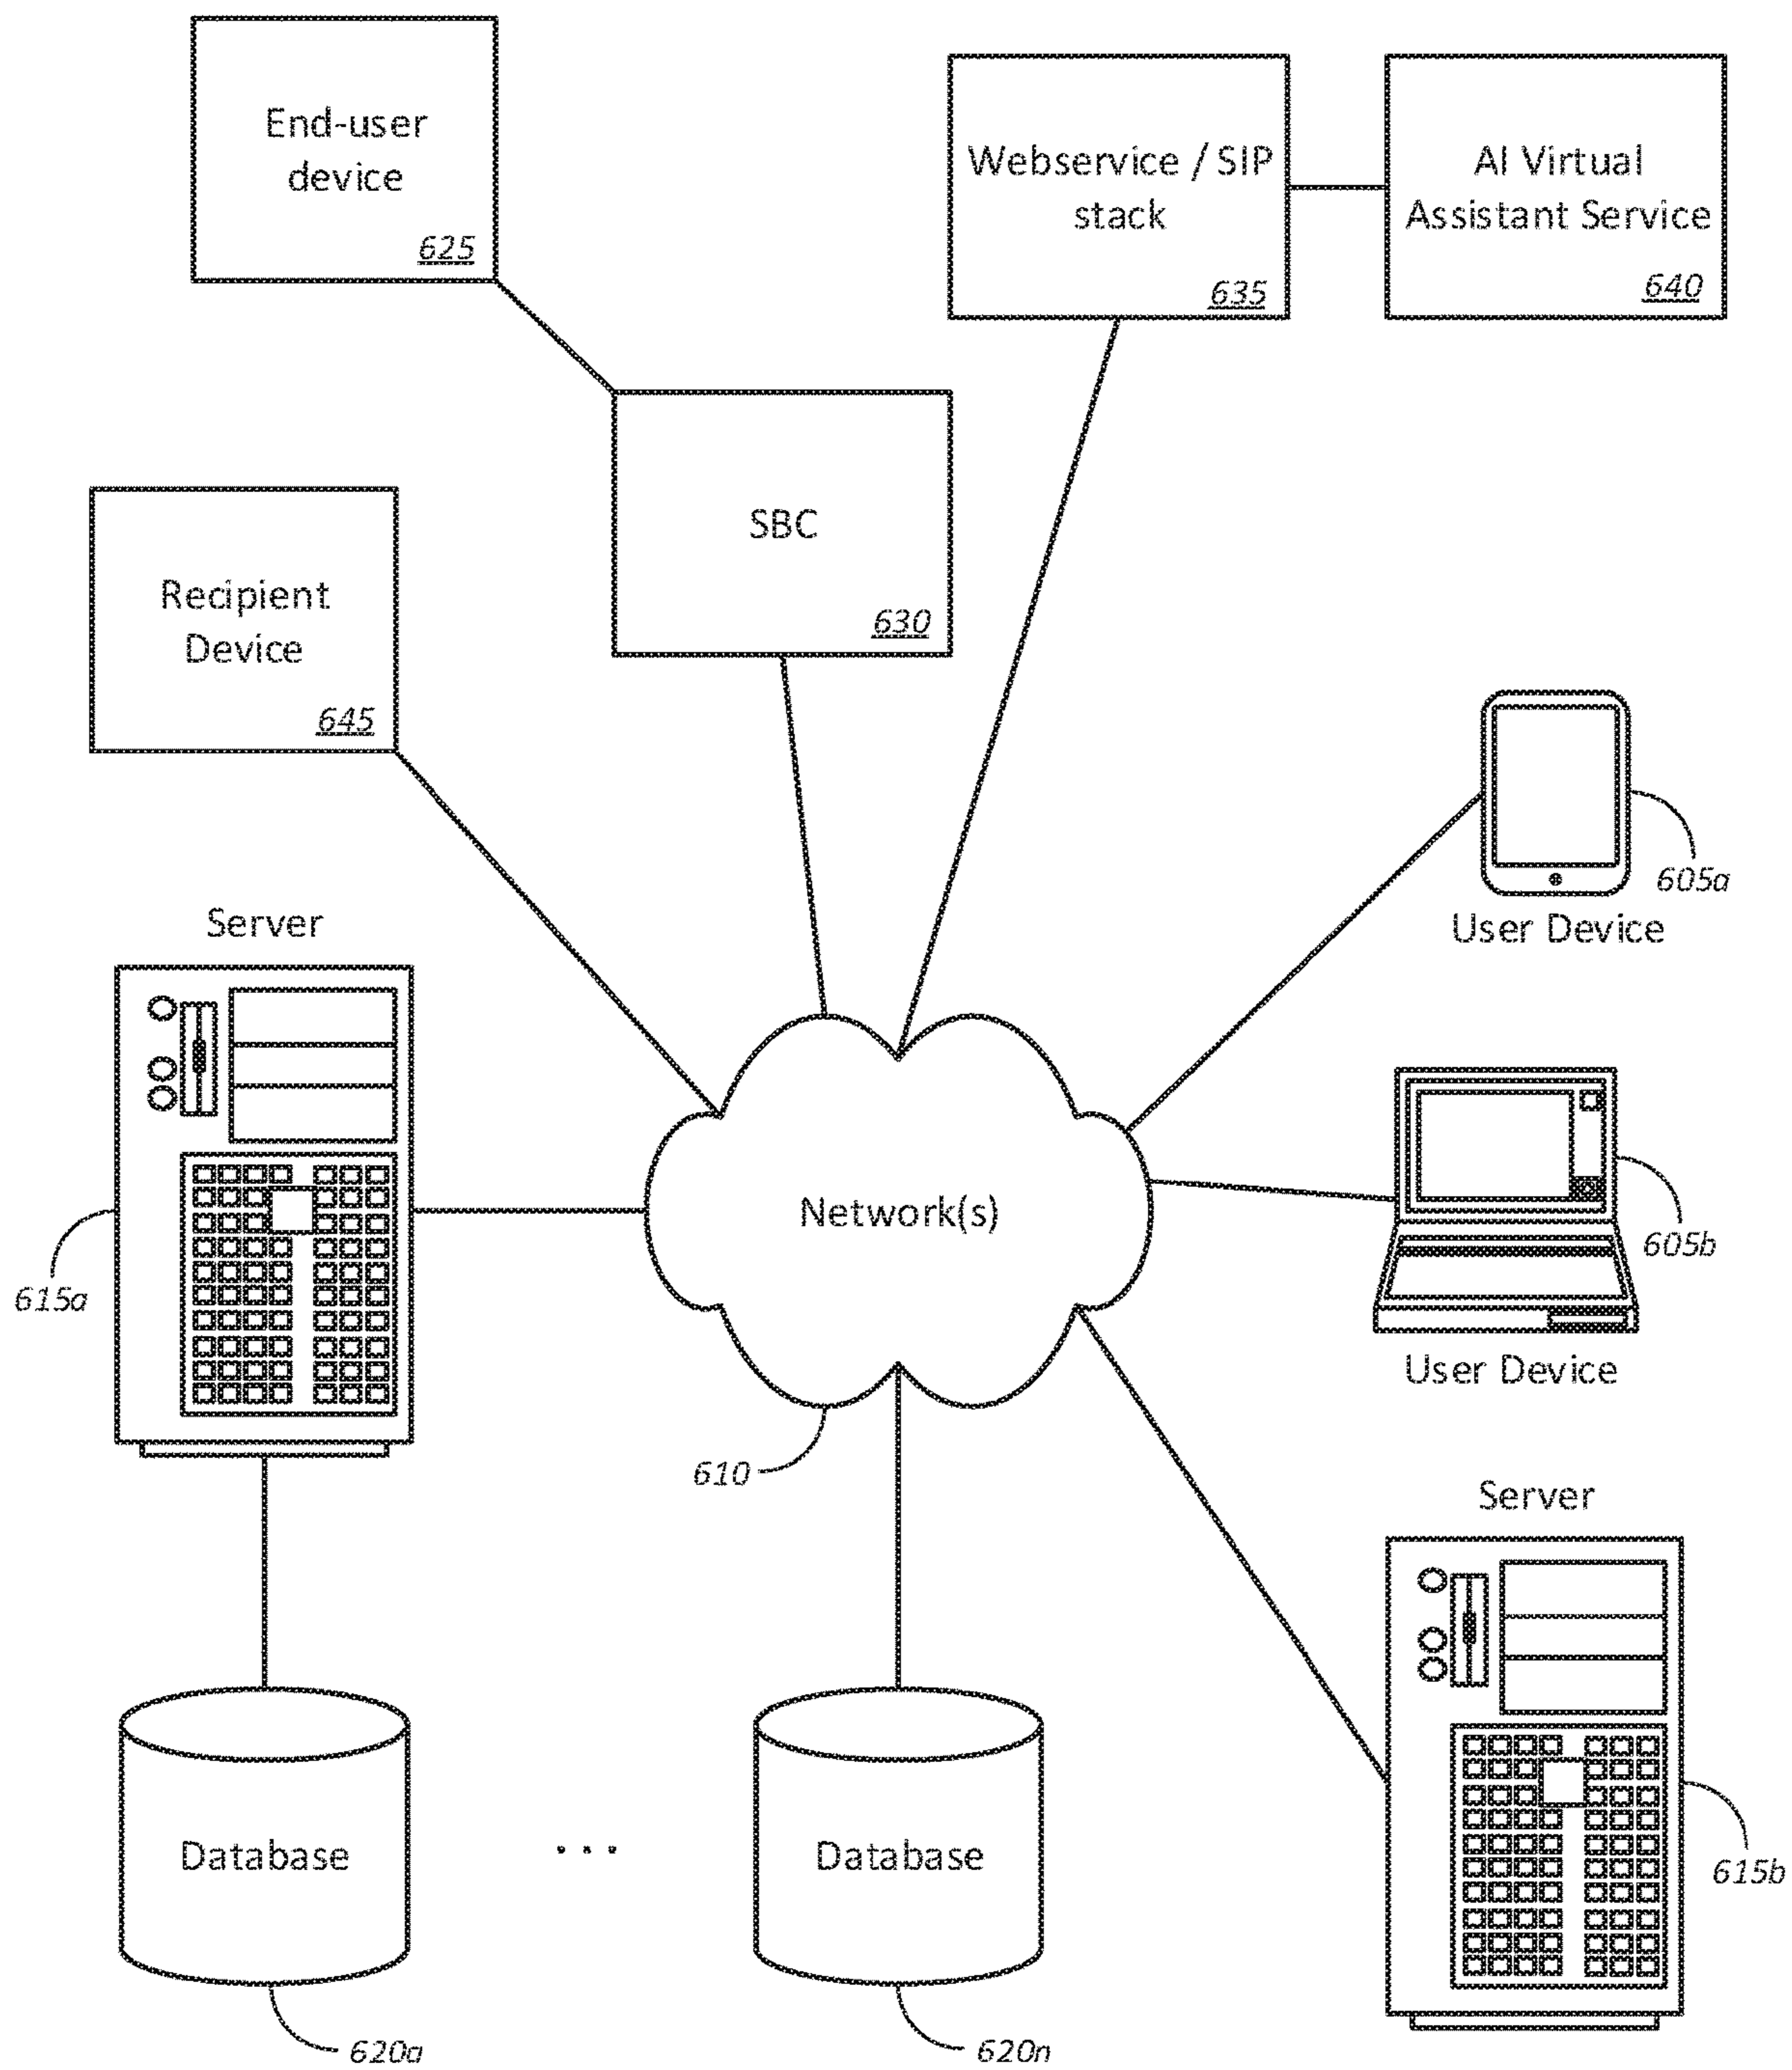 End-user
device
625
Webservice / SIP
stack
635
AI Virtual
Assistant Service
640
SBC
630
Recipient
Device
645
605a
User Device
Server
615a
Network(s)
610
605b
User Device
Server
615b
Database
620a
...
Database
620n